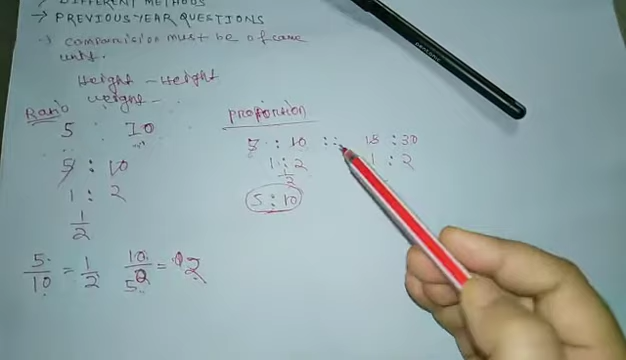 → DIFFERENT METHODS
→ PREVIOUS YEAR QUESTIONS
→ comparision must be of same unit.
Height - Height
weight -
Ratio
5 : 10
5 : 10
1 : 2
1/2
5/10 = 1/2 10/5 = 2
Proportion
5 : 10 :: 15 : 30
1 : 2 1 : 2
1/2
5 : 10